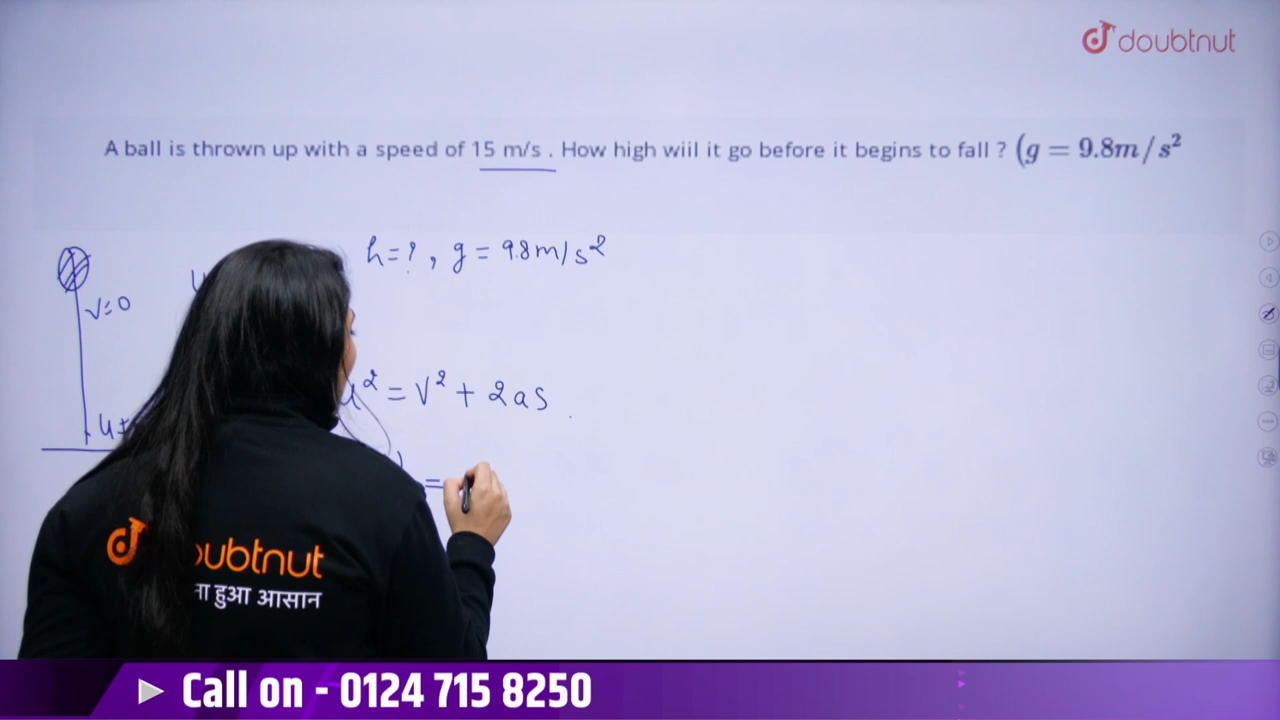 doubtnut
A ball is thrown up with a speed of 15 m/s . How high wiil it go before it begins to fall ? (g = 9.8m/s²
h=?, g = 9.8m/s²
v=0
u² = v² + 2as
u=
=
doubtnut
ना हुआ आसान
Call on - 0124 715 8250